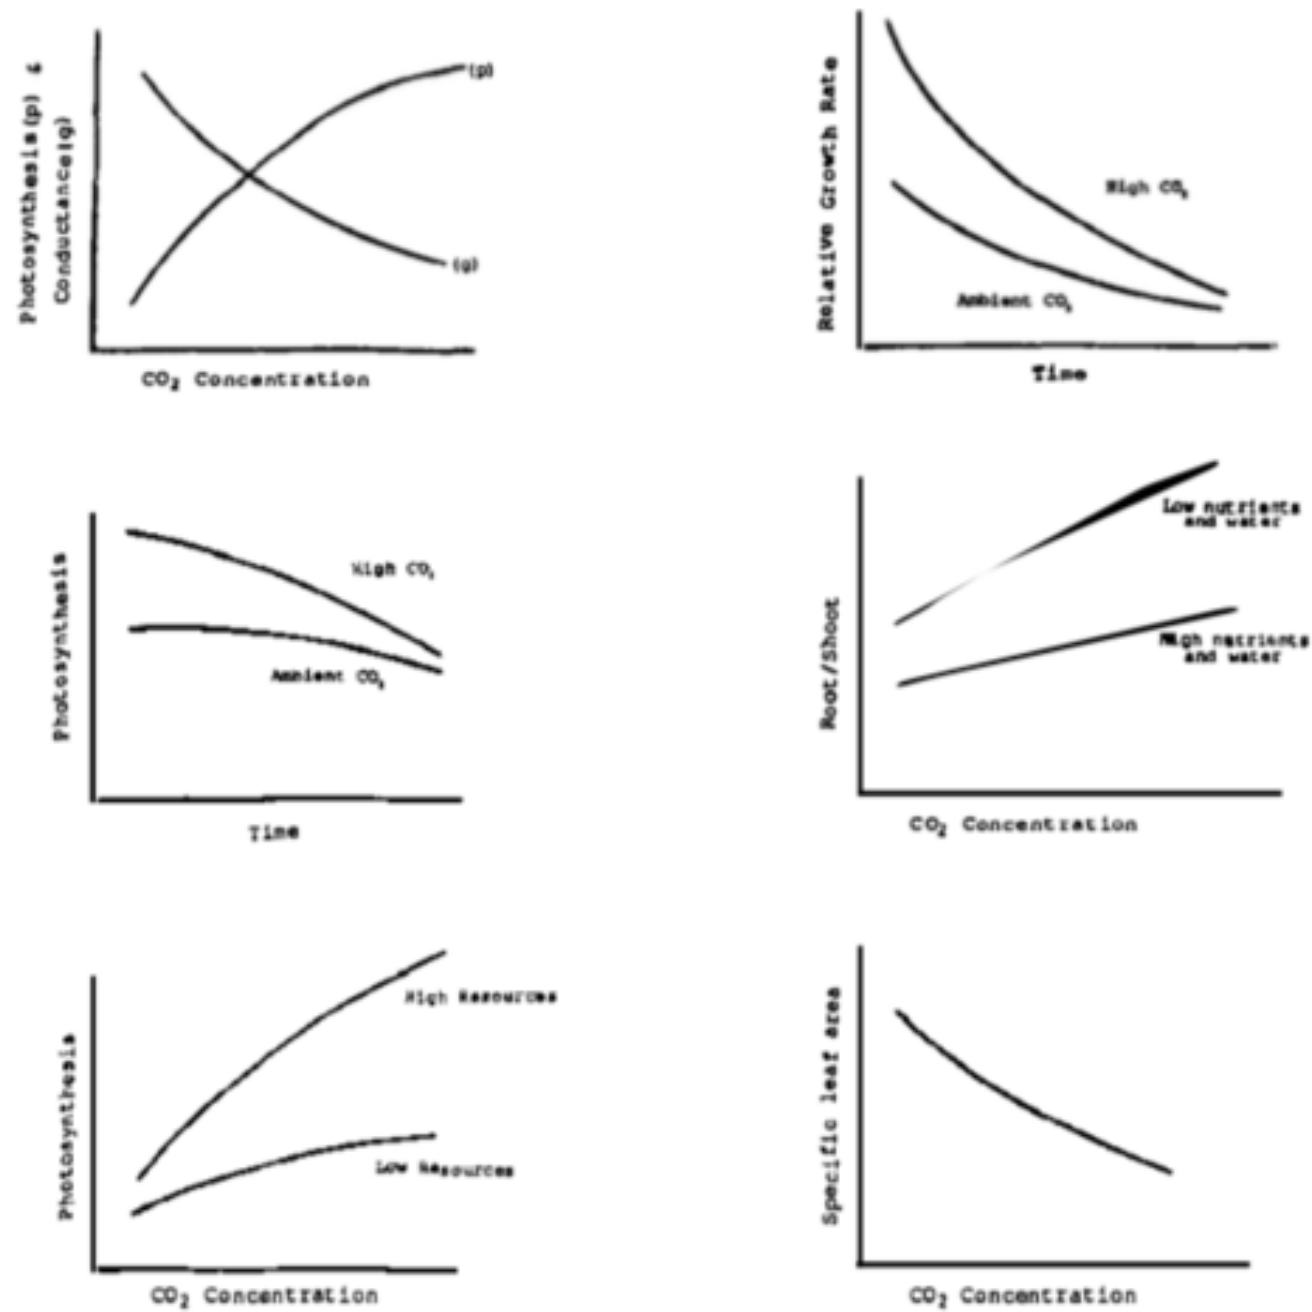 Photosynthesis(p) &
Conductance(g)
(p)
(g)
CO₂ Concentration
Relative Growth Rate
High CO₂
Ambient CO₂
Time
Photosynthesis
High CO₂
Ambient CO₂
Time
Root/Shoot
Low nutrients
and water
High nutrients
and water
CO₂ Concentration
Photosynthesis
High Resources
Low Resources
CO₂ Concentration
Specific leaf area
CO₂ Concentration